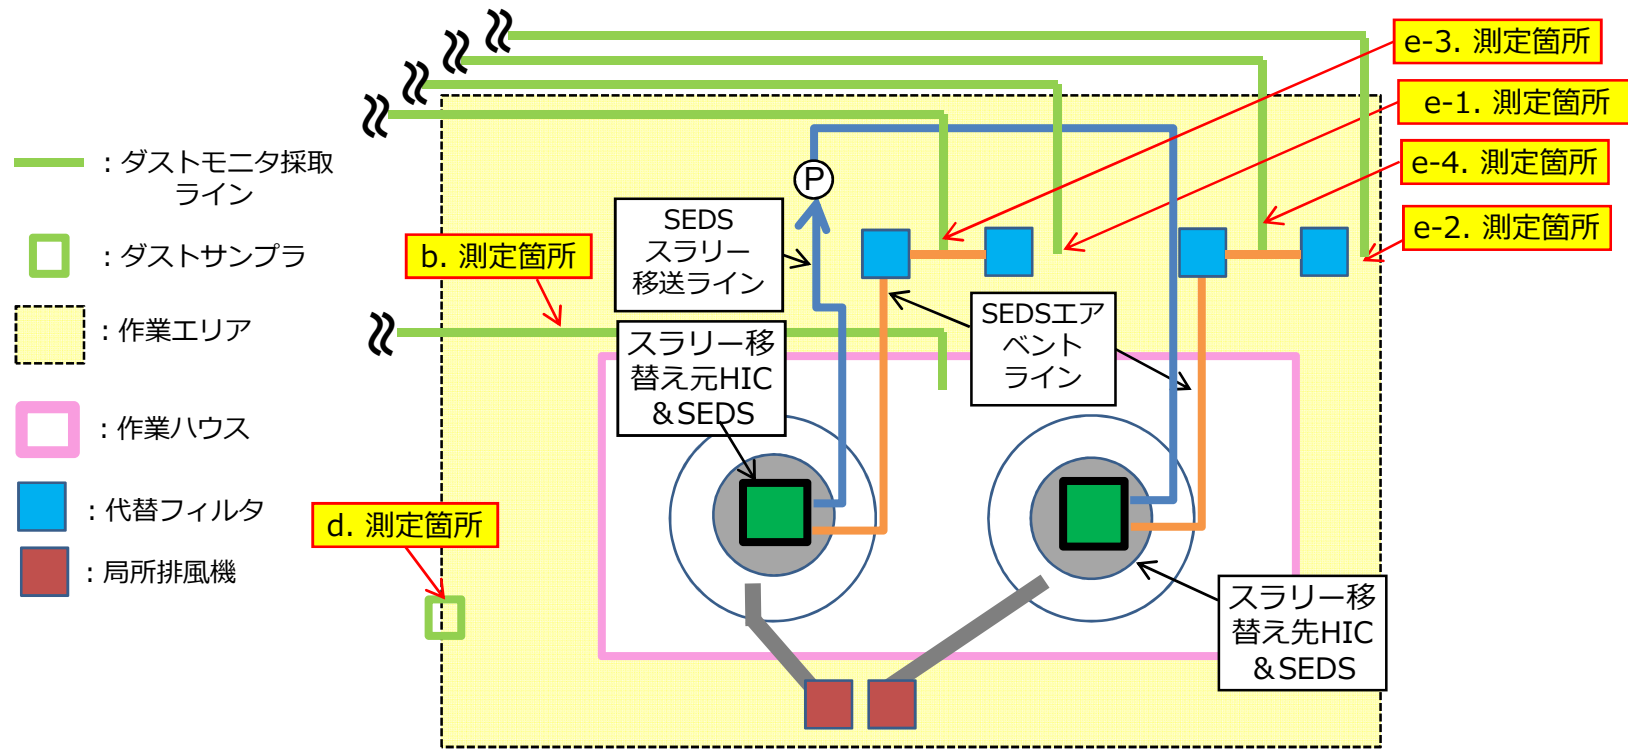 e-3. 測定箇所
e-1. 測定箇所
e-4. 測定箇所
e-2. 測定箇所
：ダストモニタ採取
ライン
：ダストサンプラ
：作業エリア
：作業ハウス
：代替フィルタ
：局所排風機
P
SEDS
スラリー
移送ライン
b. 測定箇所
SEDSエア
ベント
ライン
スラリー移
替え元HIC
＆SEDS
d. 測定箇所
スラリー移
替え先HIC
＆SEDS